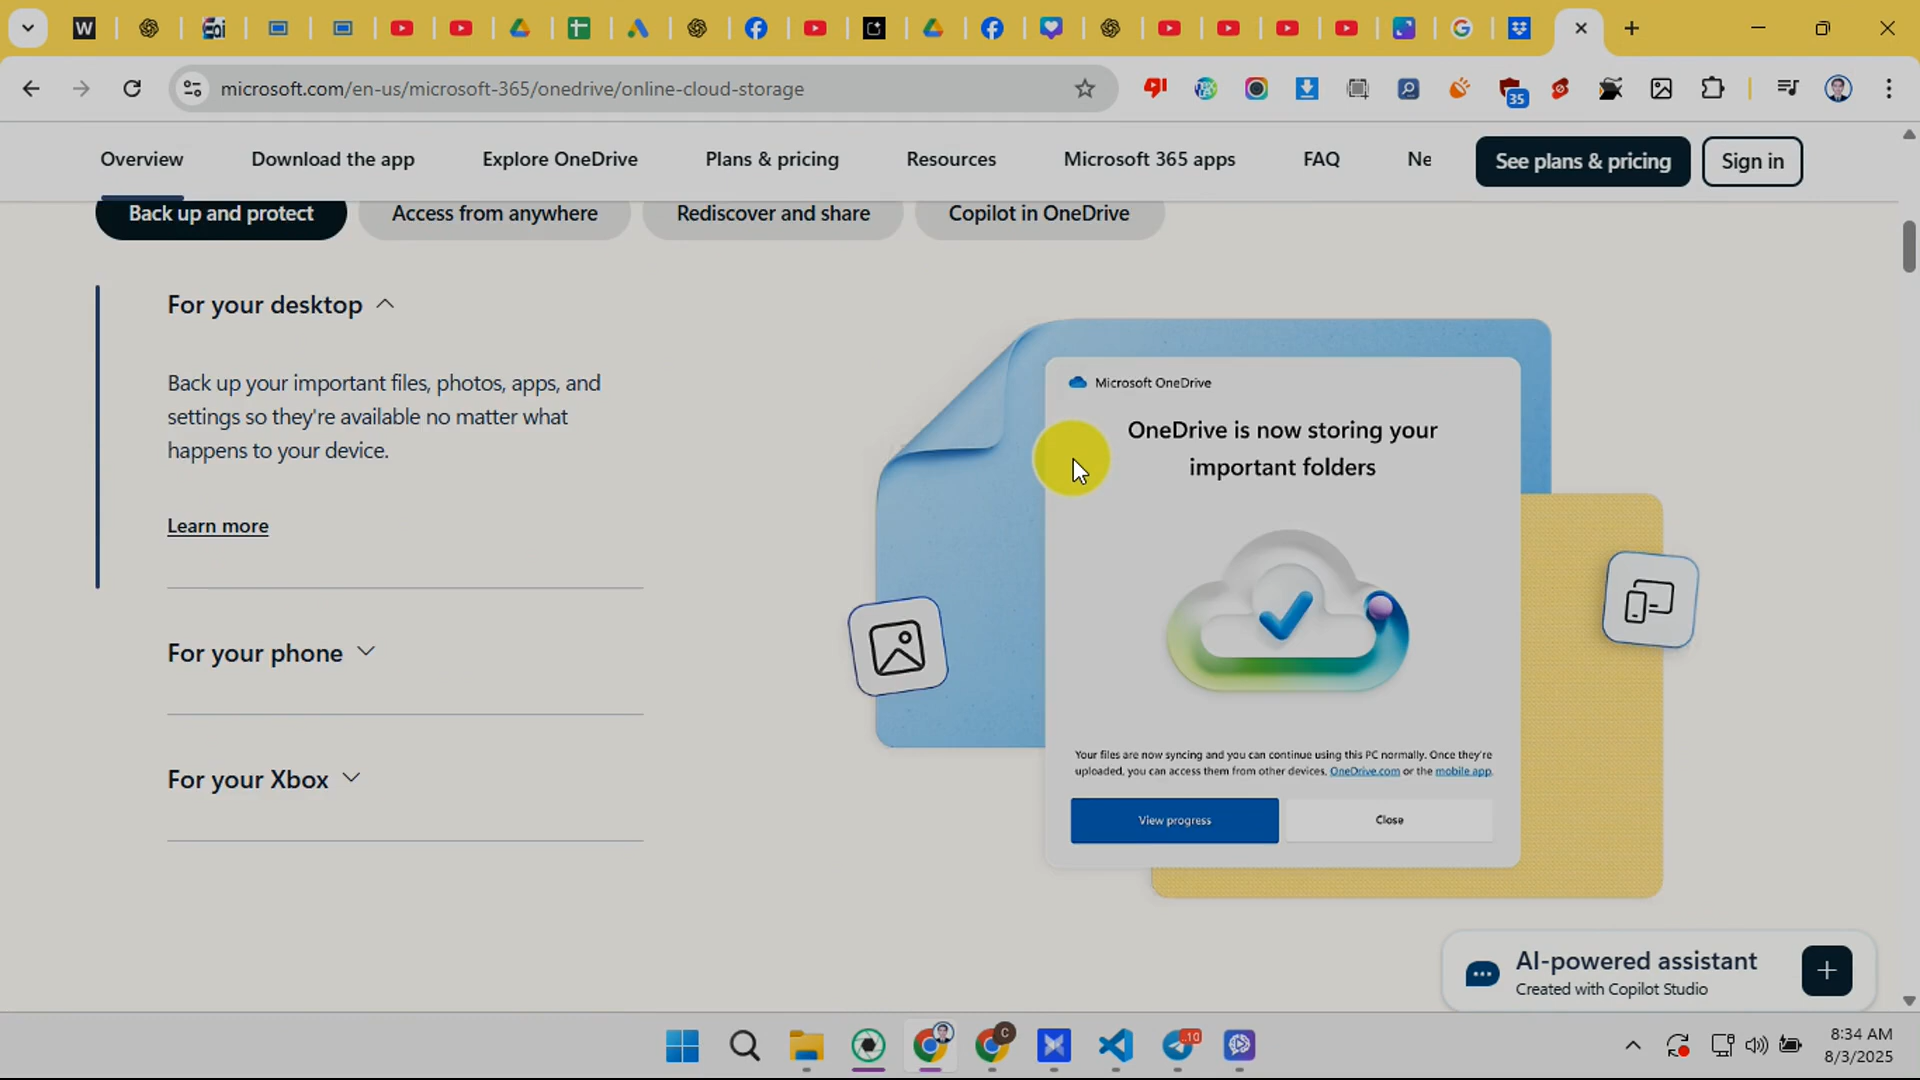 microsoft.com/en-us/microsoft-365/onedrive/online-cloud-storage
35
Overview
Download the app
Explore OneDrive
Plans & pricing
Resources
Microsoft 365 apps
FAQ
Ne
See plans & pricing
Sign in
Back up and protect
Access from anywhere
Rediscover and share
Copilot in OneDrive
For your desktop
Back up your important files, photos, apps, and
settings so they're available no matter what
happens to your device.
Learn more
For your phone
For your Xbox
Microsoft OneDrive
OneDrive is now storing your
important folders
Your files are now syncing and you can continue using this PC normally. Once they're
uploaded, you can access them from other devices, OneDrive.com or the mobile app.
View progress
Close
AI-powered assistant
Created with Copilot Studio
C
10
8:34 AM
8/3/2025